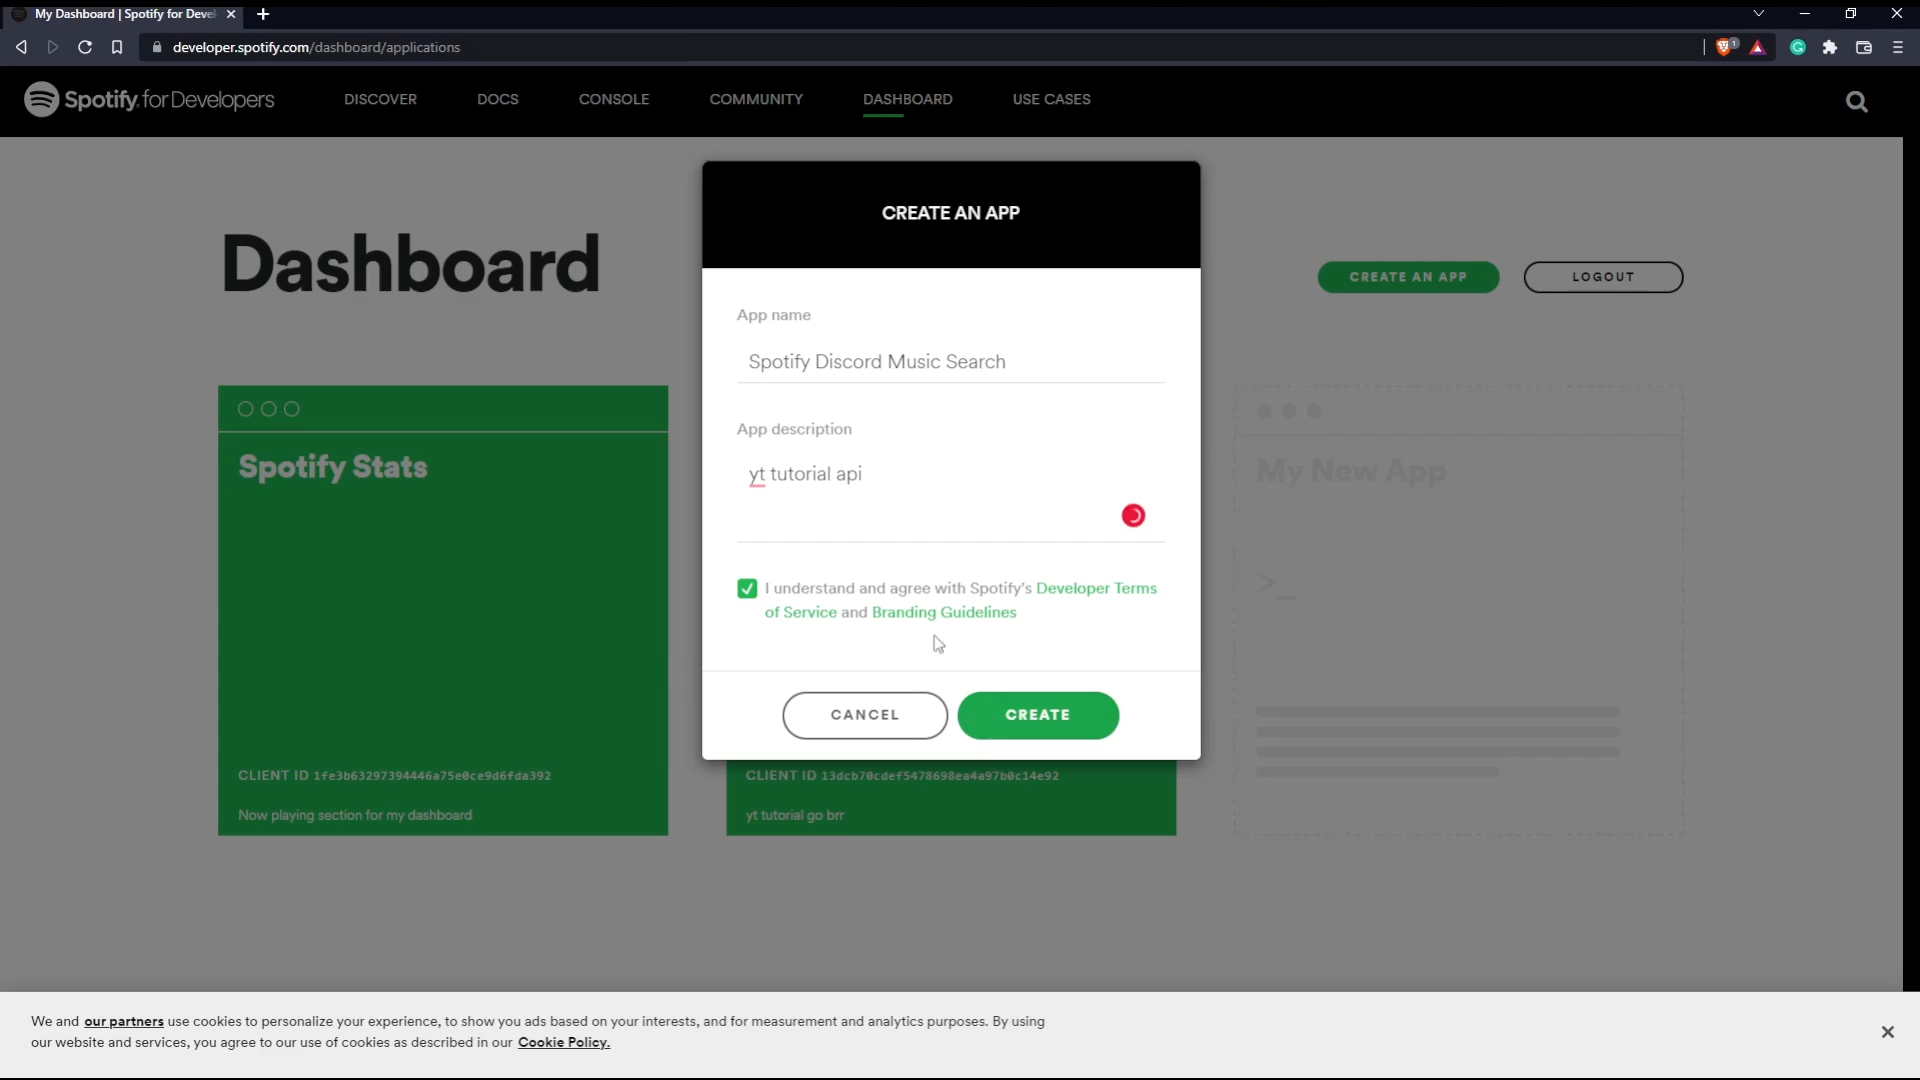 My Dashboard | Spotify for Devel
developer.spotify.com/dashboard/applications
1
Spotify for Developers
DISCOVER
DOCS
CONSOLE
COMMUNITY
DASHBOARD
USE CASES
CREATE AN APP
Dashboard
CREATE AN APP
LOGOUT
App name
Spotify Discord Music Search
App description
yt tutorial api
Spotify Stats
My New App
>_
I understand and agree with Spotify's Developer Terms
of Service and Branding Guidelines
CANCEL
CREATE
CLIENT ID 1fe3b63297394446a75e0ce9d6fda392
Now playing section for my dashboard
CLIENT ID 13dcb70cdef5478698ea4a97b0c14e92
yt tutorial go brr
We and our partners use cookies to personalize your experience, to show you ads based on your interests, and for measurement and analytics purposes. By using
our website and services, you agree to our use of cookies as described in our Cookie Policy.